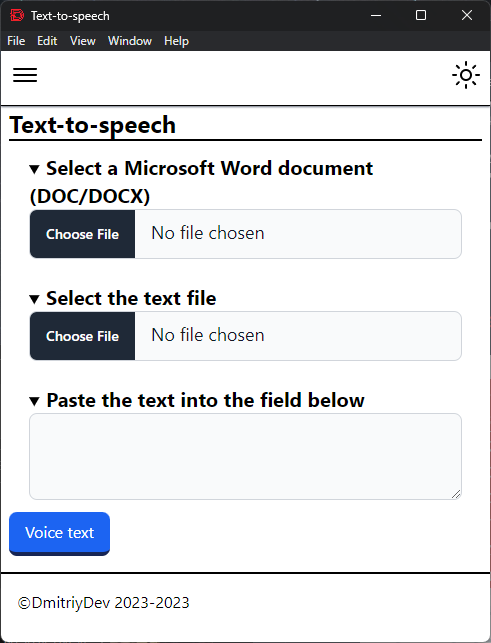 Text-to-speech
File Edit View Window Help
Text-to-speech
Select a Microsoft Word document
(DOC/DOCX)
Choose File No file chosen
Select the text file
Choose File No file chosen
Paste the text into the field below
Voice text
©DmitriyDev 2023-2023